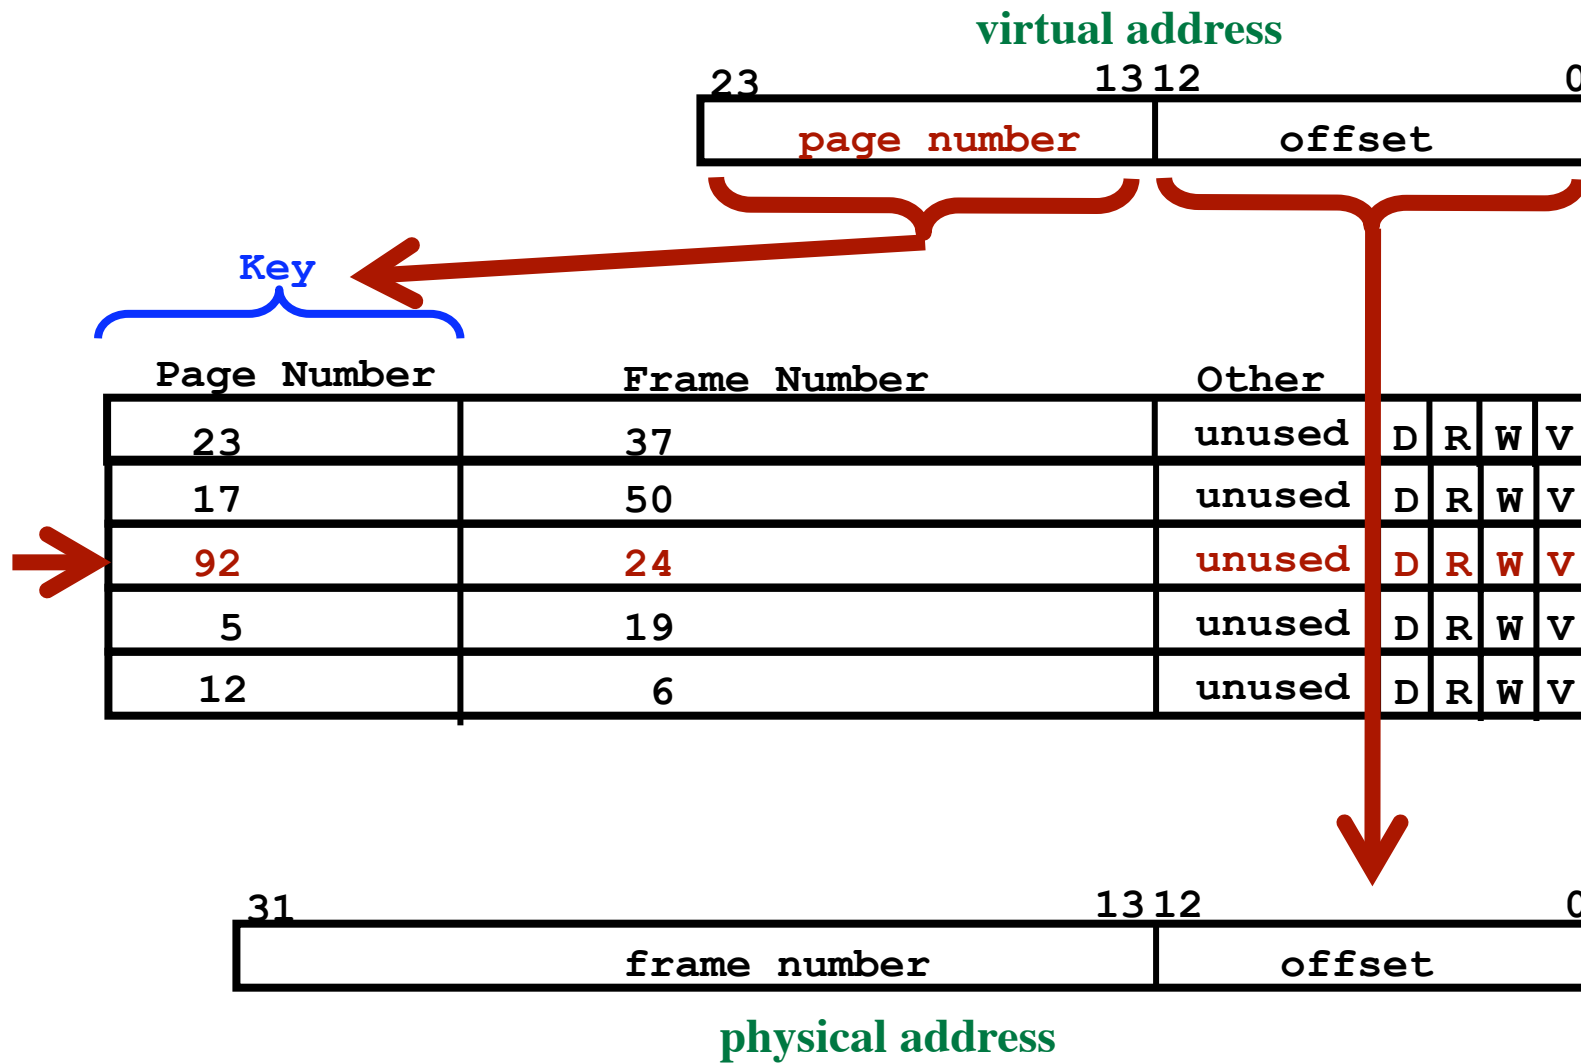 virtual address
23 13 12 0
page number offset
Key
Page Number Frame Number Other
23 37 unused D R W V
17 50 unused D R W V
92 24 unused D R W V
5 19 unused D R W V
12 6 unused D R W V
31 13 12 0
frame number offset
physical address